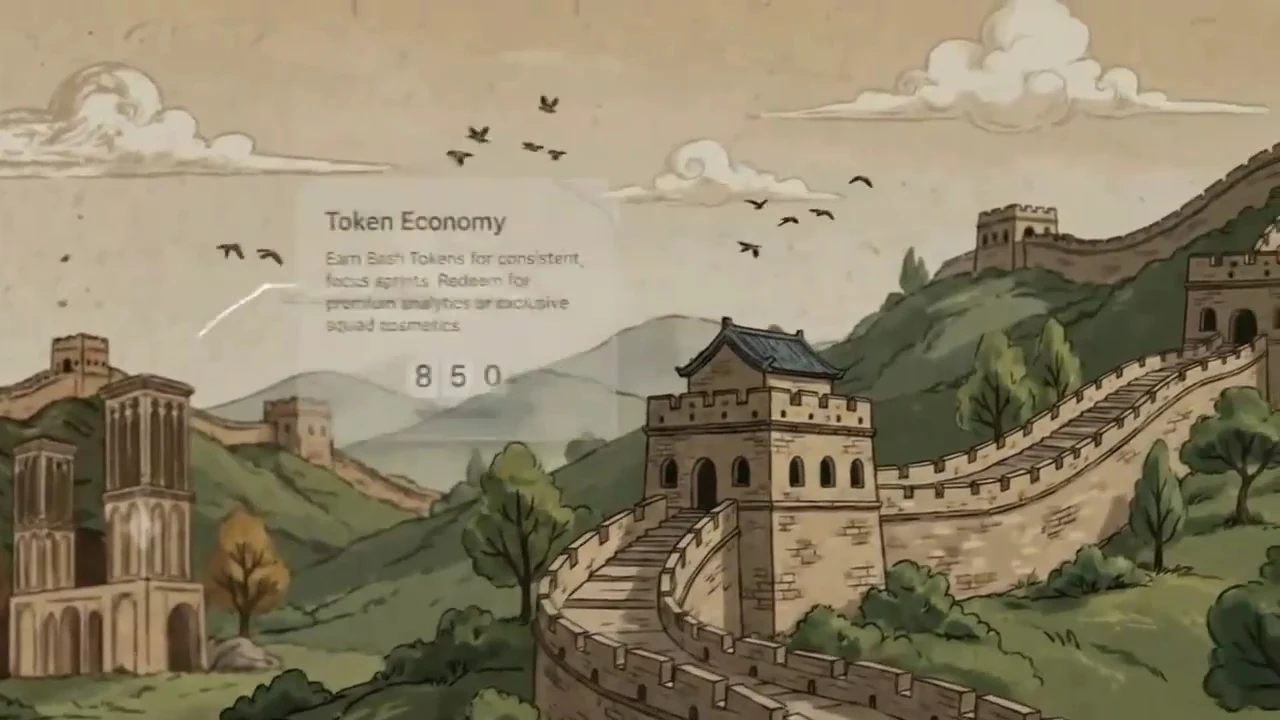 Token Economy
Earn Bash Tokens for consistent,
focus sprints. Redeem for
premium analytics or exclusive
squad cosmetics.
850